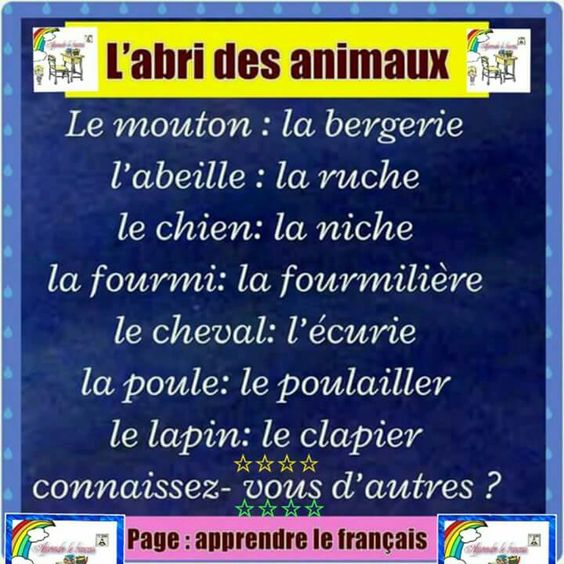 L'abri des animaux
Le mouton : la bergerie
l'abeille : la ruche
le chien: la niche
la fourmi: la fourmilière
le cheval: l'écurie
la poule: le poulailler
le lapin: le clapier
connaissez- vous d'autres ?
Page : apprendre le français